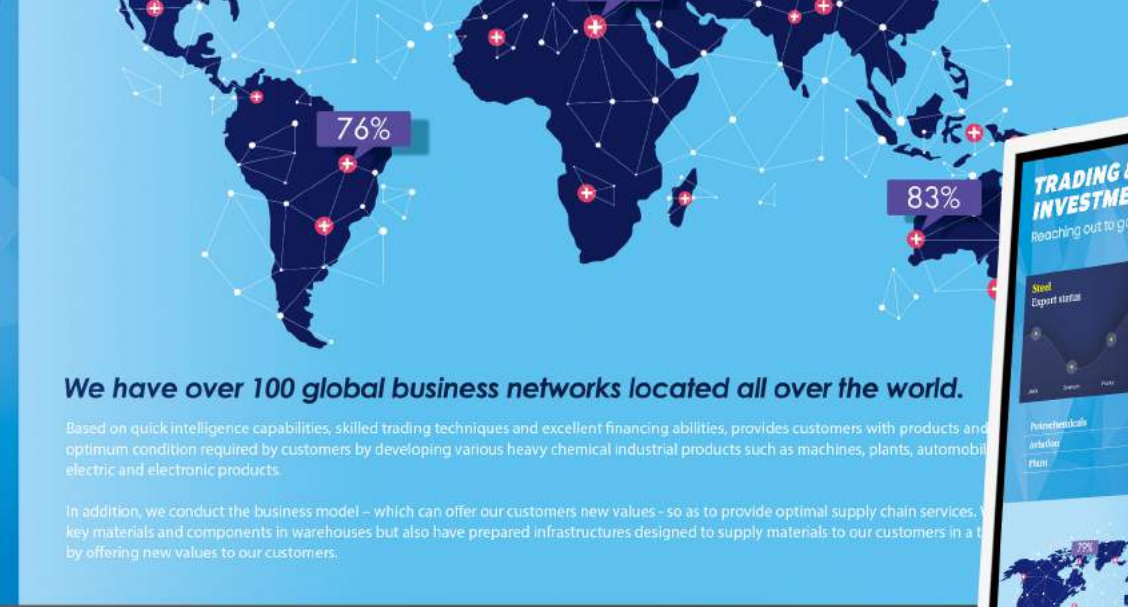 76%
83%
We have over 100 global business networks located all over the world.
Based on quick intelligence capabilities, skilled trading techniques and excellent financing abilities, provides customers with products and
optimum condition required by customers by developing various heavy chemical industrial products such as machines, plants, automobil
electric and electronic products.
In addition, we conduct the business model – which can offer our customers new values - so as to provide optimal supply chain services.
key materials and components in warehouses but also have prepared infrastructures designed to supply materials to our customers in a t
by offering new values to our customers.
TRADING &
INVESTME
Reaching out to g
Steel
Export status
Petrochemicals
Aviation
Plant
79%